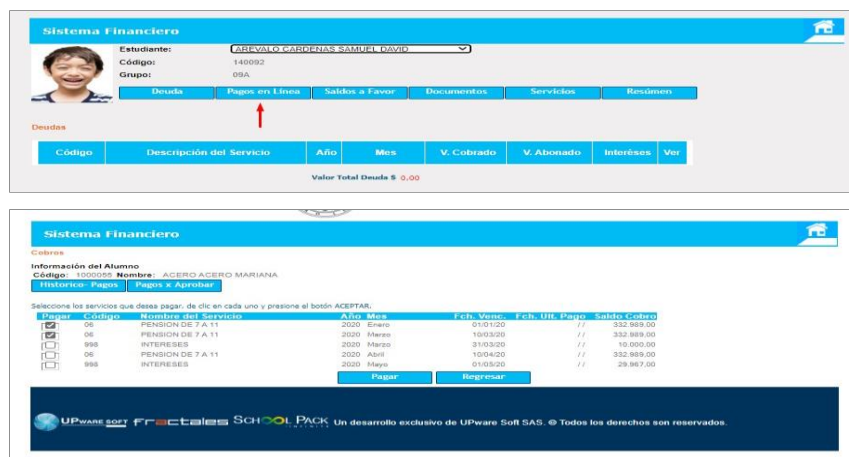 Sistema Financiero
Estudiante: AREVALO CARDENAS SAMUEL DAVID
Código: 140092
Grupo: 09A
Deuda Pagos en Línea Saldos a Favor Documentos Servicios Resúmen
Deudas
Código Descripción del Servicio Año Mes V. Cobrado V. Abonado Interéses Ver
Valor Total Deuda $ 0,00
Sistema Financiero
Cobros
Información del Alumno
Código: 1000055 Nombre: ACERO ACERO MARIANA
Historico- Pagos Pagos x Aprobar
Seleccione los servicios que desea pagar, de clic en cada uno y presione el botón ACEPTAR.
Pagar Código Nombre del Servicio Año Mes Fch. Venc. Fch. Ult. Pago Saldo Cobro
06 PENSION DE 7 A 11 2020 Enero 01/01/20 / / 332.989,00
06 PENSION DE 7 A 11 2020 Marzo 10/03/20 / / 332.989,00
998 INTERESES 2020 Marzo 31/03/20 / / 10.000,00
06 PENSION DE 7 A 11 2020 Abril 10/04/20 / / 332.989,00
998 INTERESES 2020 Mayo 01/05/20 / / 29.967,00
Pagar Regresar
UPWARE SOFT Fractales SCHOOL PACK Un desarrollo exclusivo de UPware Soft SAS. © Todos los derechos son reservados.